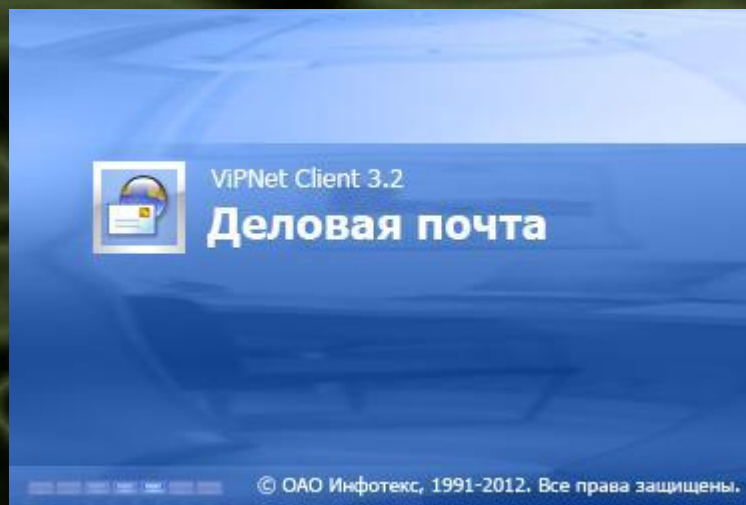 ViPNet Client 3.2
Деловая почта
© ОАО Инфотекс, 1991-2012. Все права защищены.